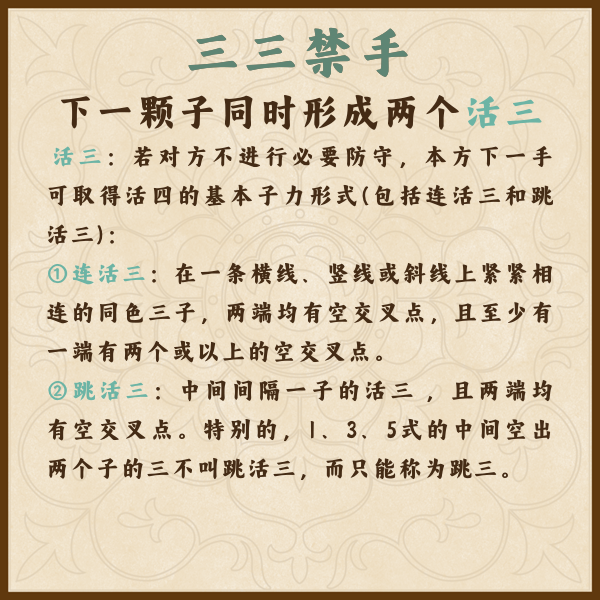 三三禁手
下一颗子同时形成两个活三
活三：若对方不进行必要防守，本方下一手
可取得活四的基本子力形式(包括连活三和跳
活三)：
①连活三：在一条横线、竖线或斜线上紧紧相
连的同色三子，两端均有空交叉点，且至少有
一端有两个或以上的空交叉点。
②跳活三：中间间隔一子的活三，且两端均
有空交叉点。特别的，1、3、5式的中间空出
两个子的三不叫跳活三，而只能称为跳三。